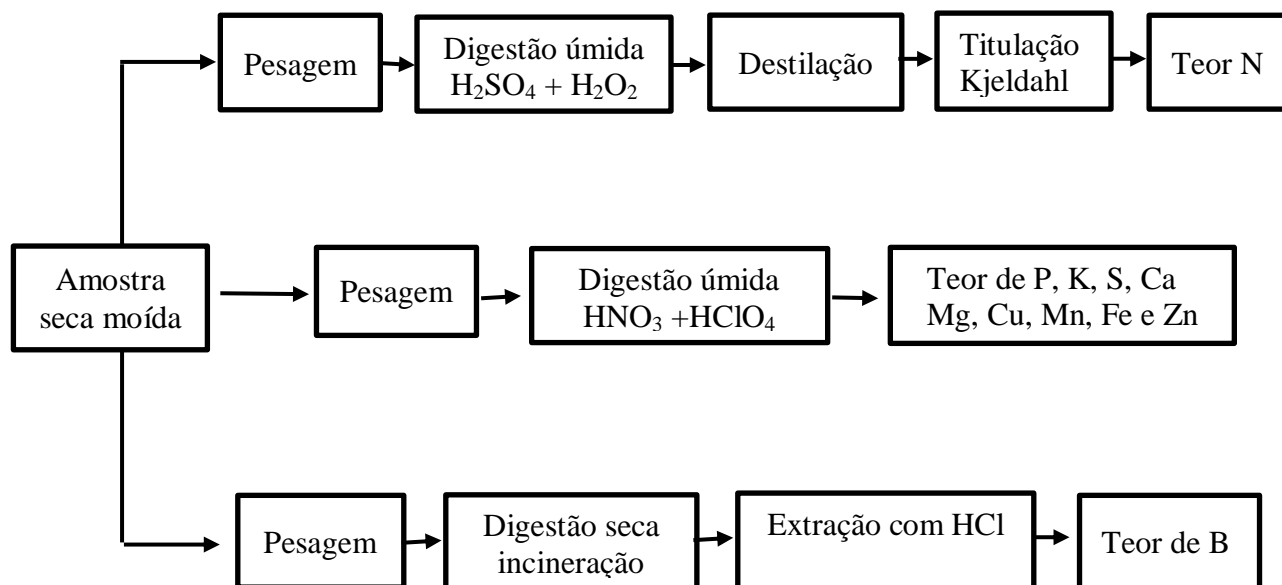 Pesagem
Digestão úmida
H₂SO₄ + H₂O₂
Destilação
Titulação
Kjeldahl
Teor N
Amostra
seca moída
Pesagem
Digestão úmida
HNO₃ +HClO₄
Teor de P, K, S, Ca
Mg, Cu, Mn, Fe e Zn
Pesagem
Digestão seca
incineração
Extração com HCl
Teor de B